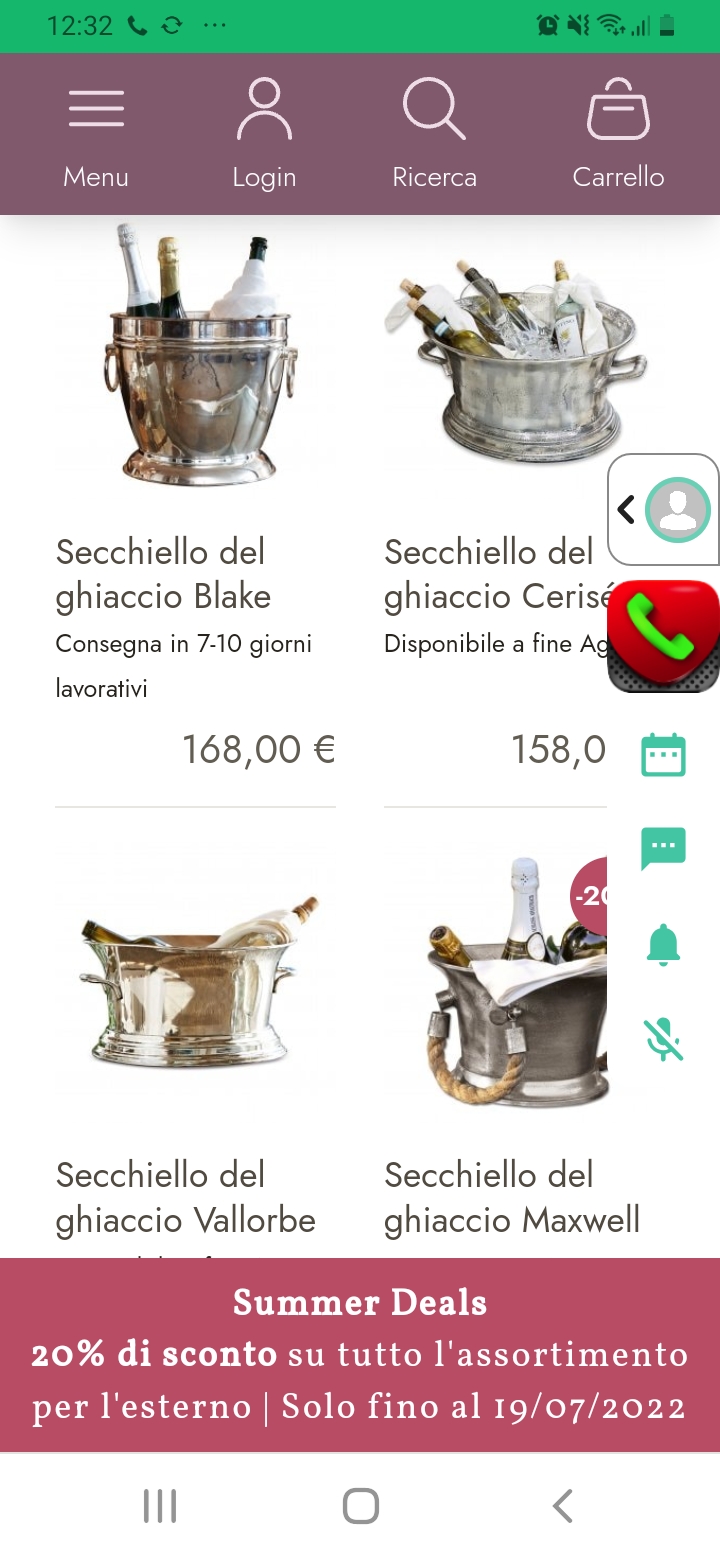 12:32
Menu
Login
Ricerca
Carrello
Secchiello del
ghiaccio Blake
Consegna in 7-10 giorni
lavorativi
168,00 €
Secchiello del
ghiaccio Cerisé
Disponibile a fine Ag
158,0
-20
Secchiello del
ghiaccio Vallorbe
Secchiello del
ghiaccio Maxwell
Summer Deals
20% di sconto su tutto l'assortimento
per l'esterno | Solo fino al 19/07/2022